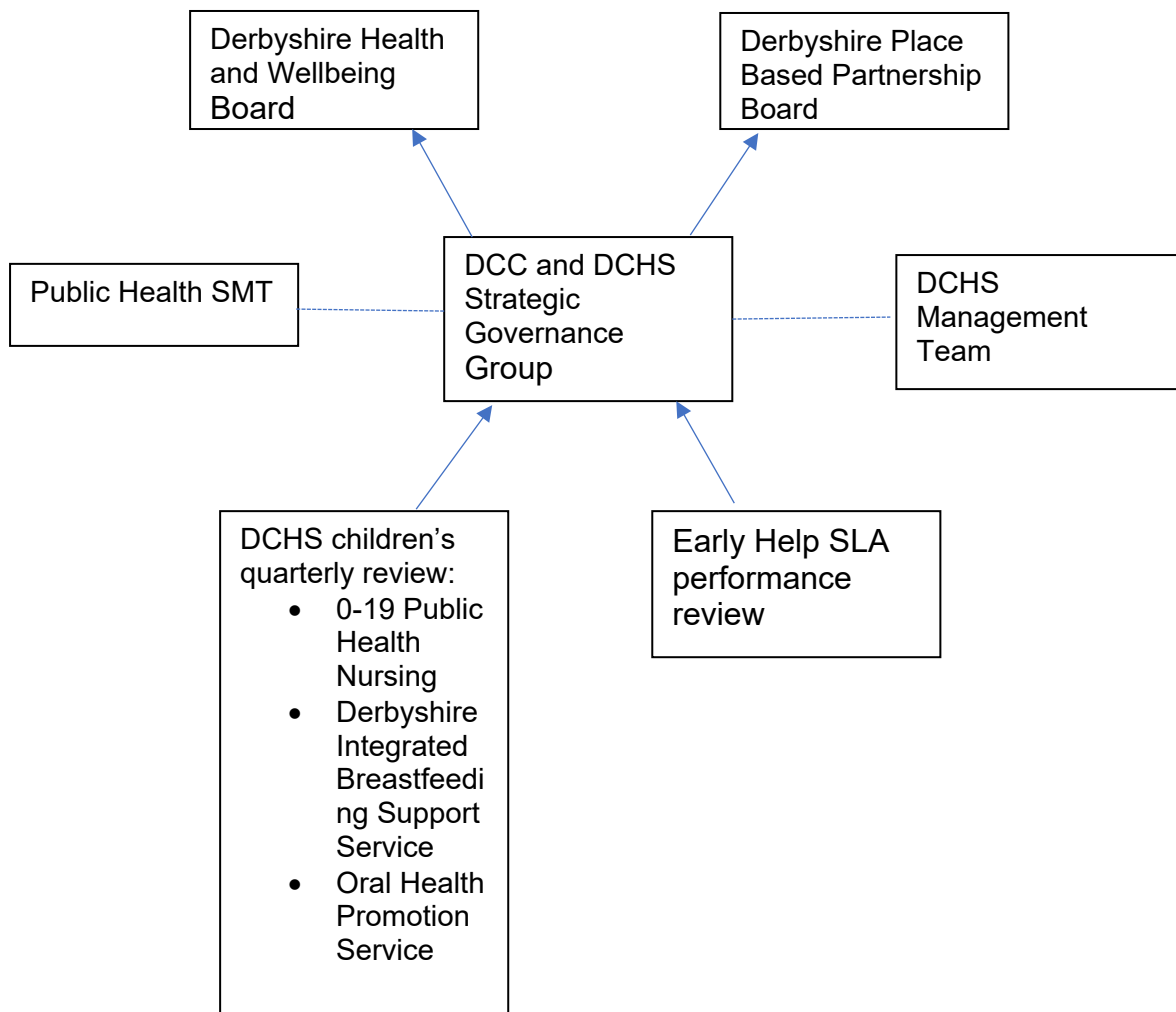 Derbyshire Health
and Wellbeing
Board
Derbyshire Place
Based Partnership
Board
Public Health SMT
DCC and DCHS
Strategic
Governance
Group
DCHS
Management
Team
DCHS children’s
quarterly review:
• 0-19 Public
Health
Nursing
• Derbyshire
Integrated
Breastfeedi
ng Support
Service
• Oral Health
Promotion
Service
Early Help SLA
performance
review